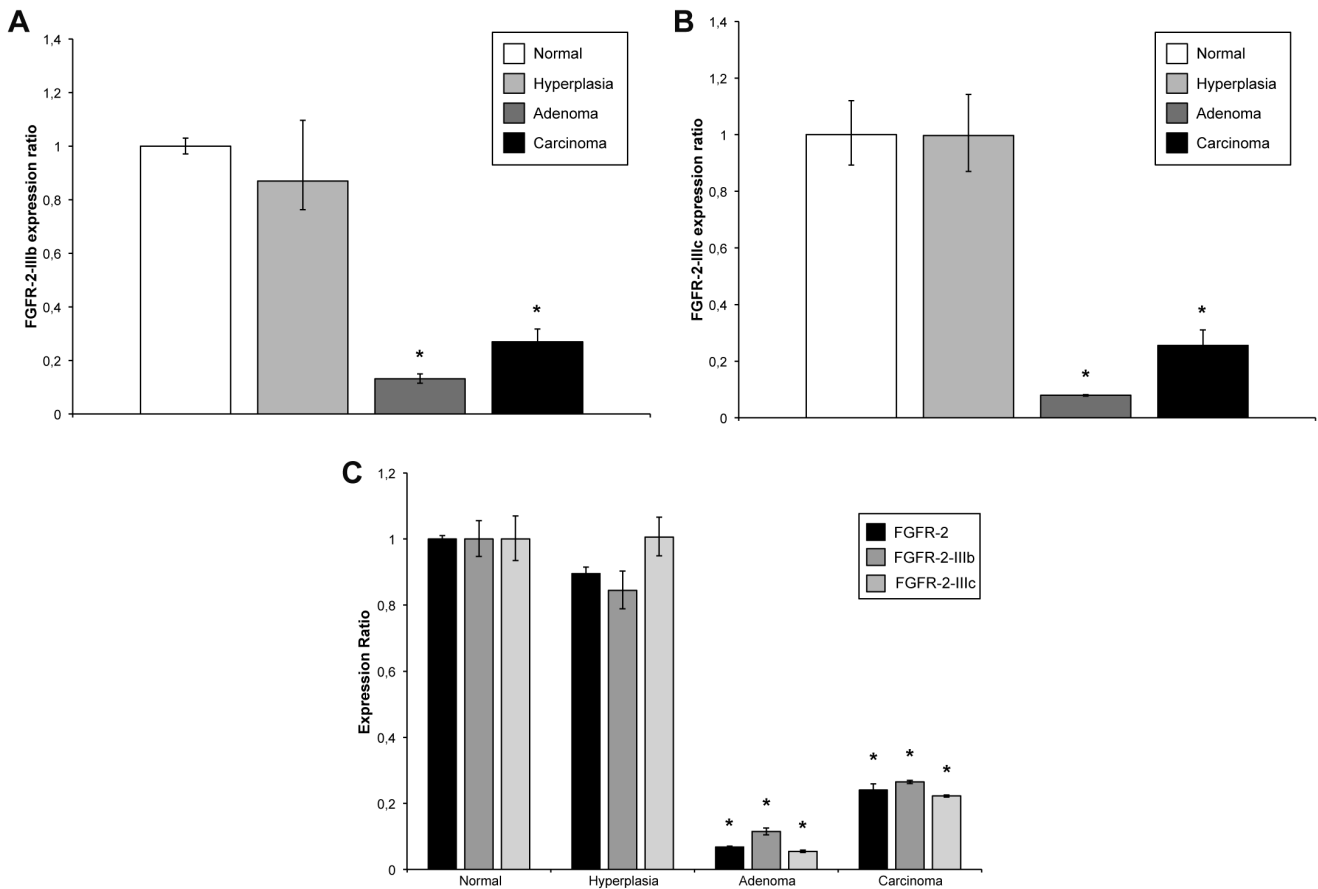 A
1,4
1,2
1
0,8
0,6
0,4
0,2
0
FGFR-2-IIIb expression ratio
Normal
Hyperplasia
Adenoma
Carcinoma
*
*
B
1,4
1,2
1
0,8
0,6
0,4
0,2
0
FGFR-2-IIIc expression ratio
Normal
Hyperplasia
Adenoma
Carcinoma
*
*
C
1,2
1
0,8
0,6
0,4
0,2
0
Expression Ratio
FGFR-2
FGFR-2-IIIb
FGFR-2-IIIc
* * *
* * *
Normal Hyperplasia Adenoma Carcinoma